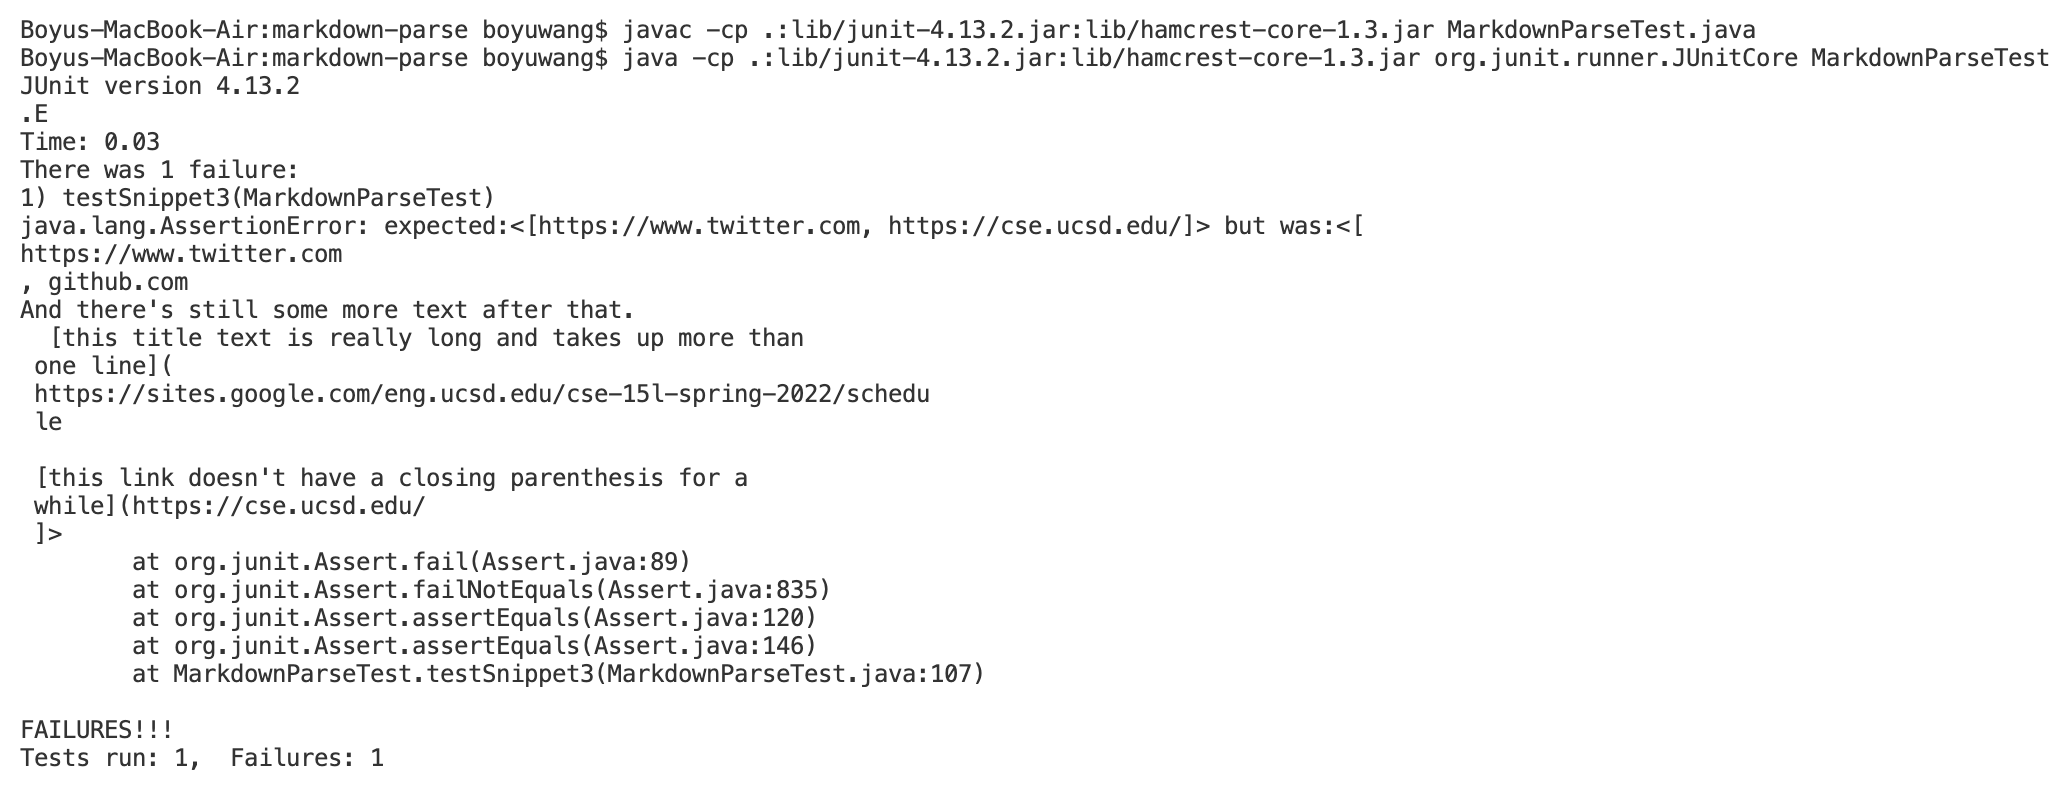 Boyus-MacBook-Air:markdown-parse boyuwang$ javac -cp .:lib/junit-4.13.2.jar:lib/hamcrest-core-1.3.jar MarkdownParseTest.java
Boyus-MacBook-Air:markdown-parse boyuwang$ java -cp .:lib/junit-4.13.2.jar:lib/hamcrest-core-1.3.jar org.junit.runner.JUnitCore MarkdownParseTest
JUnit version 4.13.2
.E
Time: 0.03
There was 1 failure:
1) testSnippet3(MarkdownParseTest)
java.lang.AssertionError: expected:<[https://www.twitter.com, https://cse.ucsd.edu/]> but was:<[
https://www.twitter.com
, github.com
And there's still some more text after that.
  [this title text is really long and takes up more than
 one line](
 https://sites.google.com/eng.ucsd.edu/cse-15l-spring-2022/schedu
 le

 [this link doesn't have a closing parenthesis for a
 while](https://cse.ucsd.edu/
 ]>
        at org.junit.Assert.fail(Assert.java:89)
        at org.junit.Assert.failNotEquals(Assert.java:835)
        at org.junit.Assert.assertEquals(Assert.java:120)
        at org.junit.Assert.assertEquals(Assert.java:146)
        at MarkdownParseTest.testSnippet3(MarkdownParseTest.java:107)

FAILURES!!!
Tests run: 1,  Failures: 1